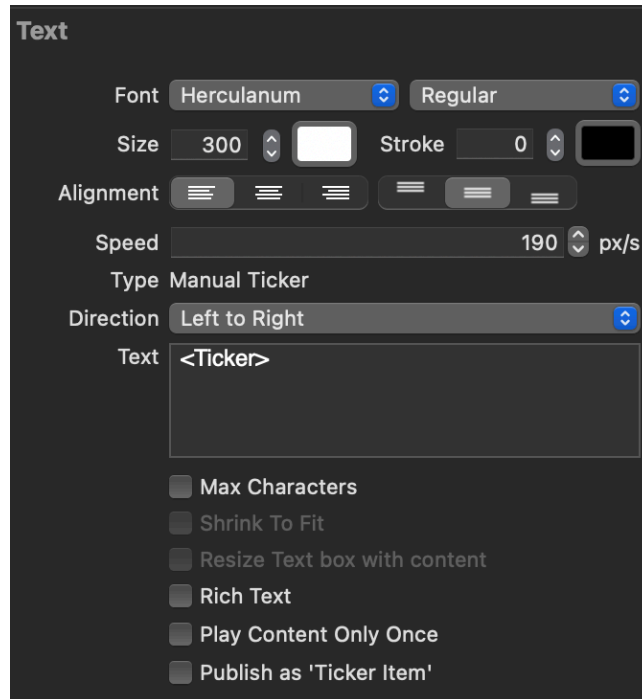 Text
Font Herculanum Regular
Size 300 Stroke 0
Alignment
Speed 190 px/s
Type Manual Ticker
Direction Left to Right
Text <Ticker>
Max Characters
Shrink To Fit
Resize Text box with content
Rich Text
Play Content Only Once
Publish as 'Ticker Item'